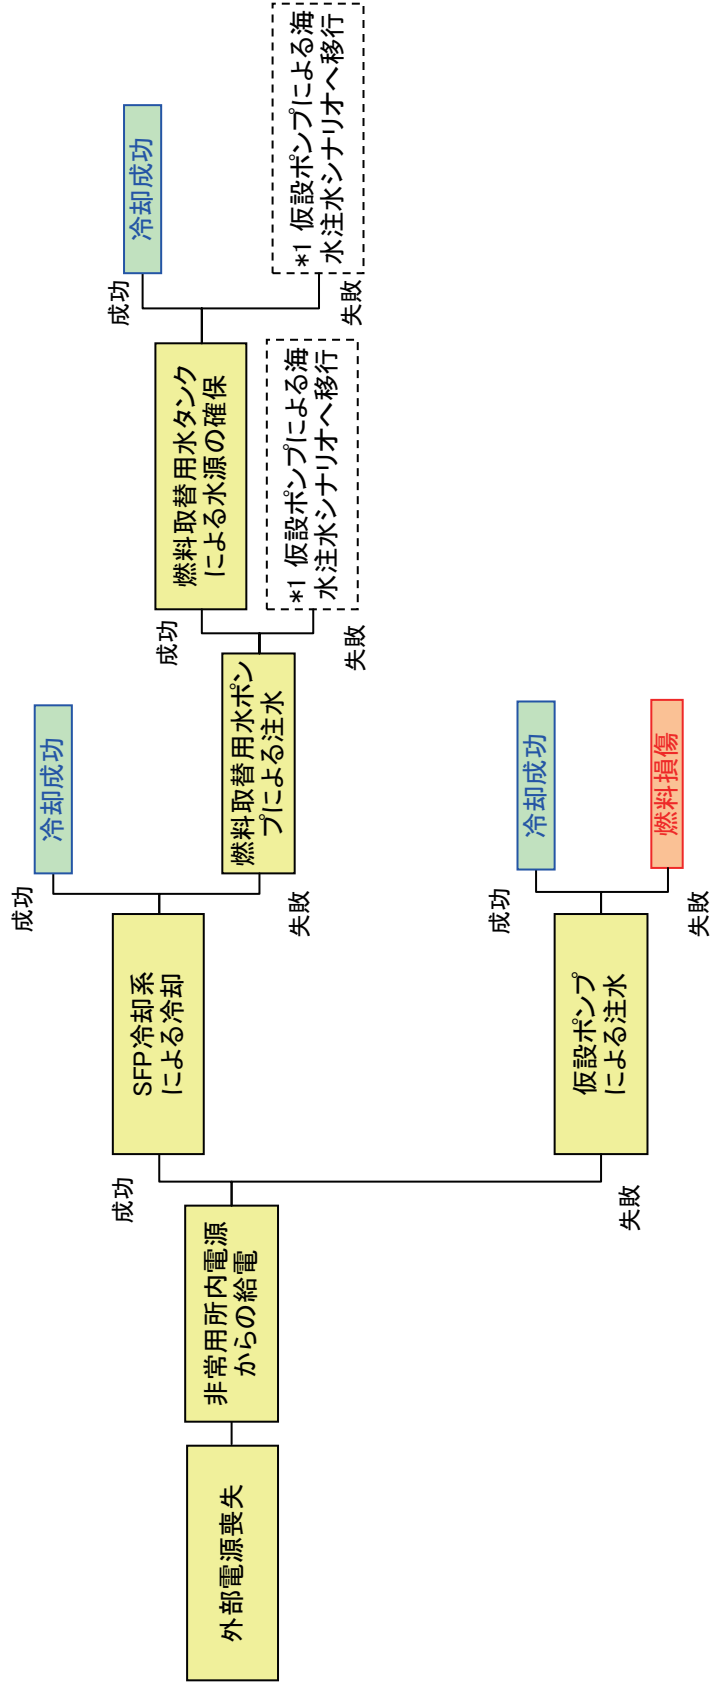 外部電源喪失
非常用所内電源
からの給電
成功
失敗
SFP冷却系
による冷却
成功
冷却成功
失敗
燃料取替用水ポン
プによる注水
成功
燃料取替用水タンク
による水源の確保
成功
冷却成功
失敗
*1 仮設ポンプによる海
水注水シナリオへ移行
失敗
*1 仮設ポンプによる海
水注水シナリオへ移行
仮設ポンプ
による注水
成功
冷却成功
失敗
燃料損傷